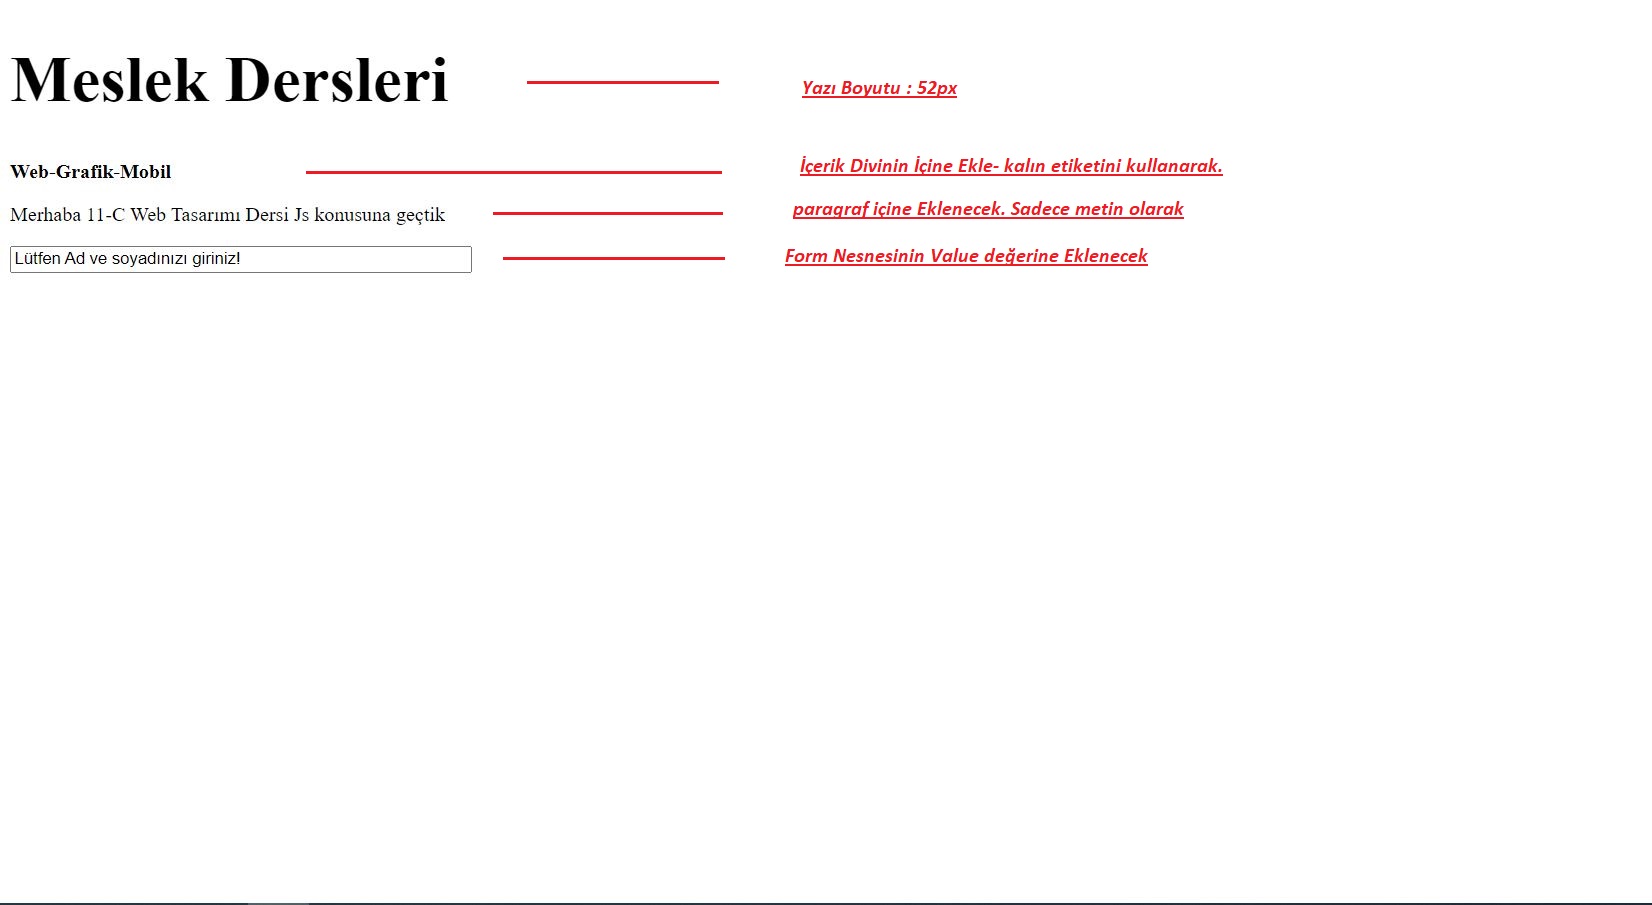 Meslek Dersleri
Yazı Boyutu : 52px
Web-Grafik-Mobil
İçerik Divinin İçine Ekle- kalın etiketini kullanarak.
Merhaba 11-C Web Tasarımı Dersi Js konusuna geçtik
paragraf içine Eklenecek. Sadece metin olarak
Lütfen Ad ve soyadınızı giriniz!
Form Nesnesinin Value değerine Eklenecek